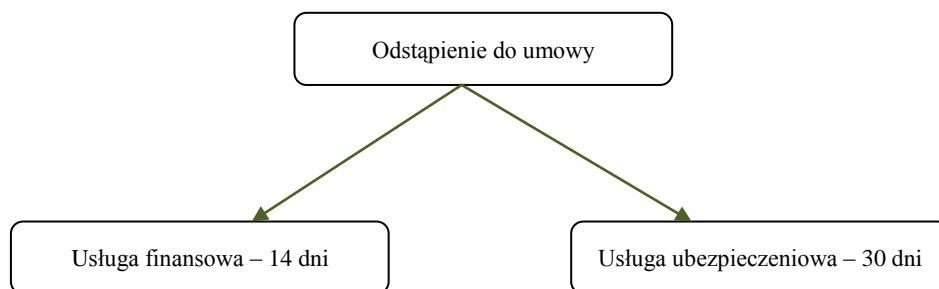 Odstąpienie do umowy
Usługa finansowa – 14 dni
Usługa ubezpieczeniowa – 30 dni